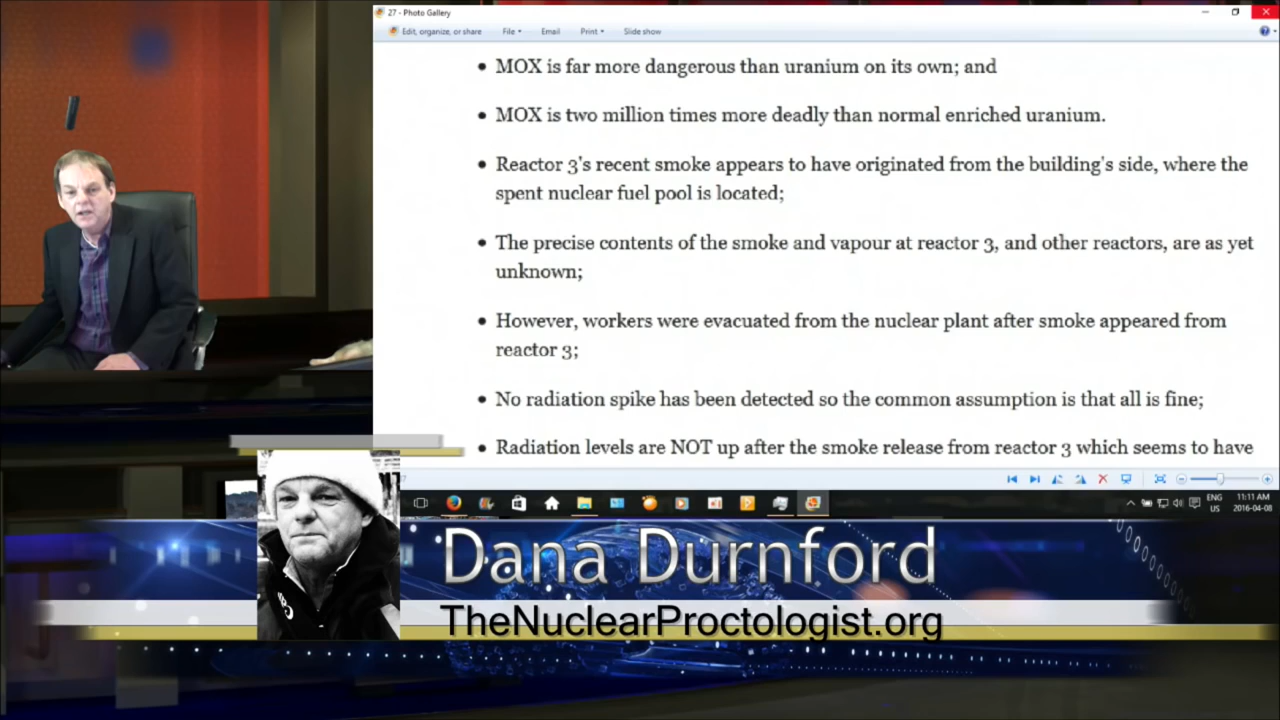 27 - Photo Gallery
Edit, organize, or share File Email Print Slide show
• MOX is far more dangerous than uranium on its own; and
• MOX is two million times more deadly than normal enriched uranium.
• Reactor 3's recent smoke appears to have originated from the building's side, where the
spent nuclear fuel pool is located;
• The precise contents of the smoke and vapour at reactor 3, and other reactors, are as yet
unknown;
• However, workers were evacuated from the nuclear plant after smoke appeared from
reactor 3;
• No radiation spike has been detected so the common assumption is that all is fine;
• Radiation levels are NOT up after the smoke release from reactor 3 which seems to have
ENG 11:11 AM
US 2016-04-08
Dana Durnford
TheNuclearProctologist.org